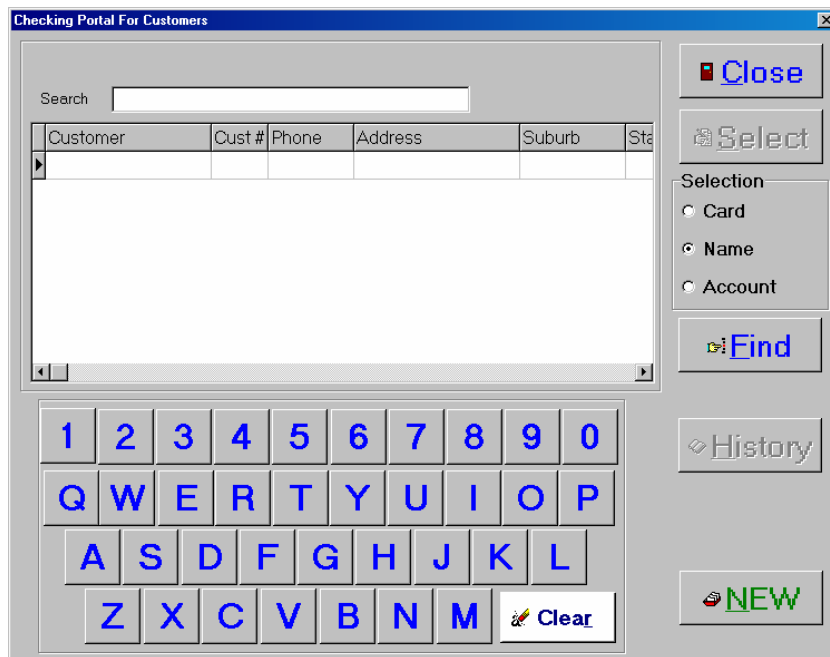 Checking Portal For Customers
Close
Search
Select
Customer Cust # Phone Address Suburb Sta
Selection
Card
Name
Account
Find
1 2 3 4 5 6 7 8 9 0
History
Q W E R T Y U I O P
A S D F G H J K L
Z X C V B N M Clear
NEW